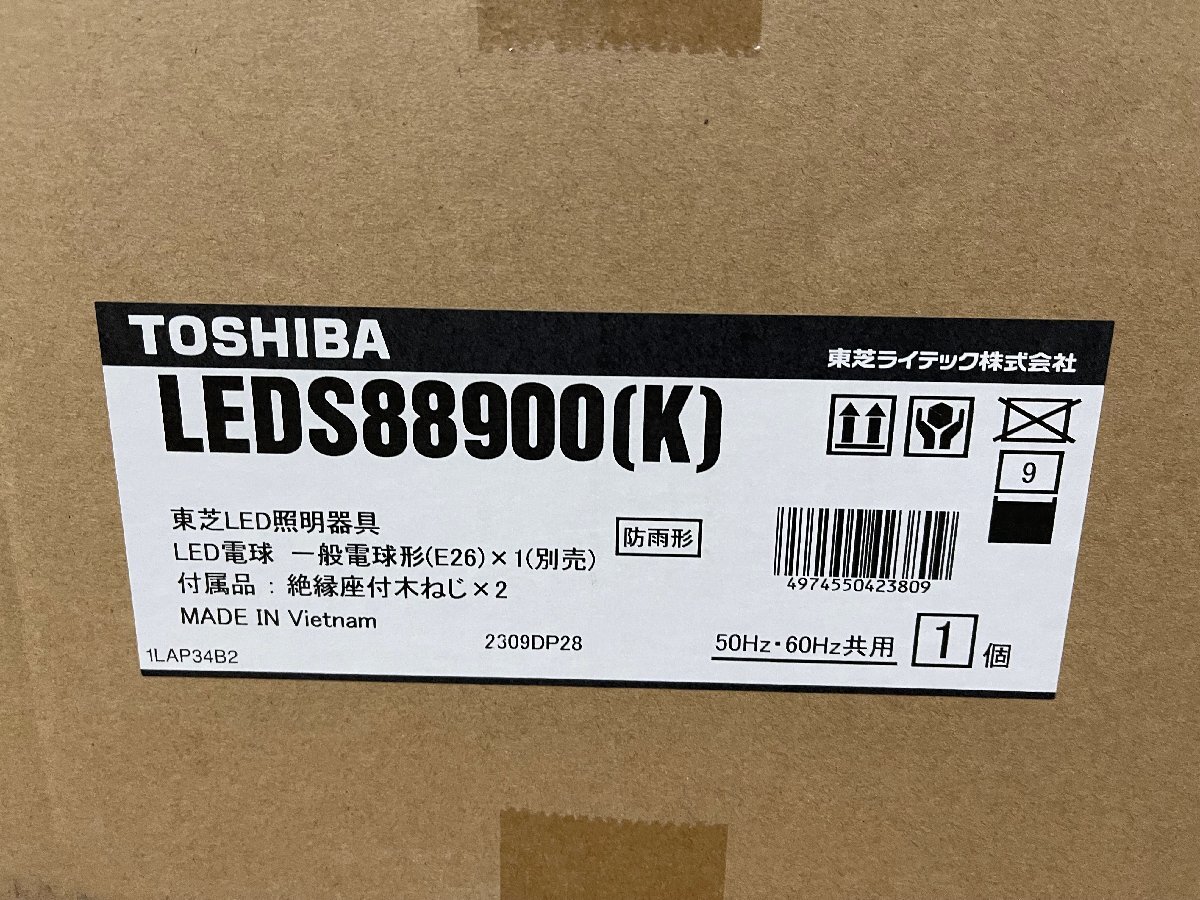 TOSHIBA
東芝ライテック株式会社
LEDS88900(K)
9
東芝LED照明器具
LED電球 一般電球形(E26)×1(別売)
防雨形
付属品:絶縁座付木ねじ×2
4974550423809
MADE IN Vietnam
1LAP34B2
2309DP28
50Hz・60Hz共用
1個